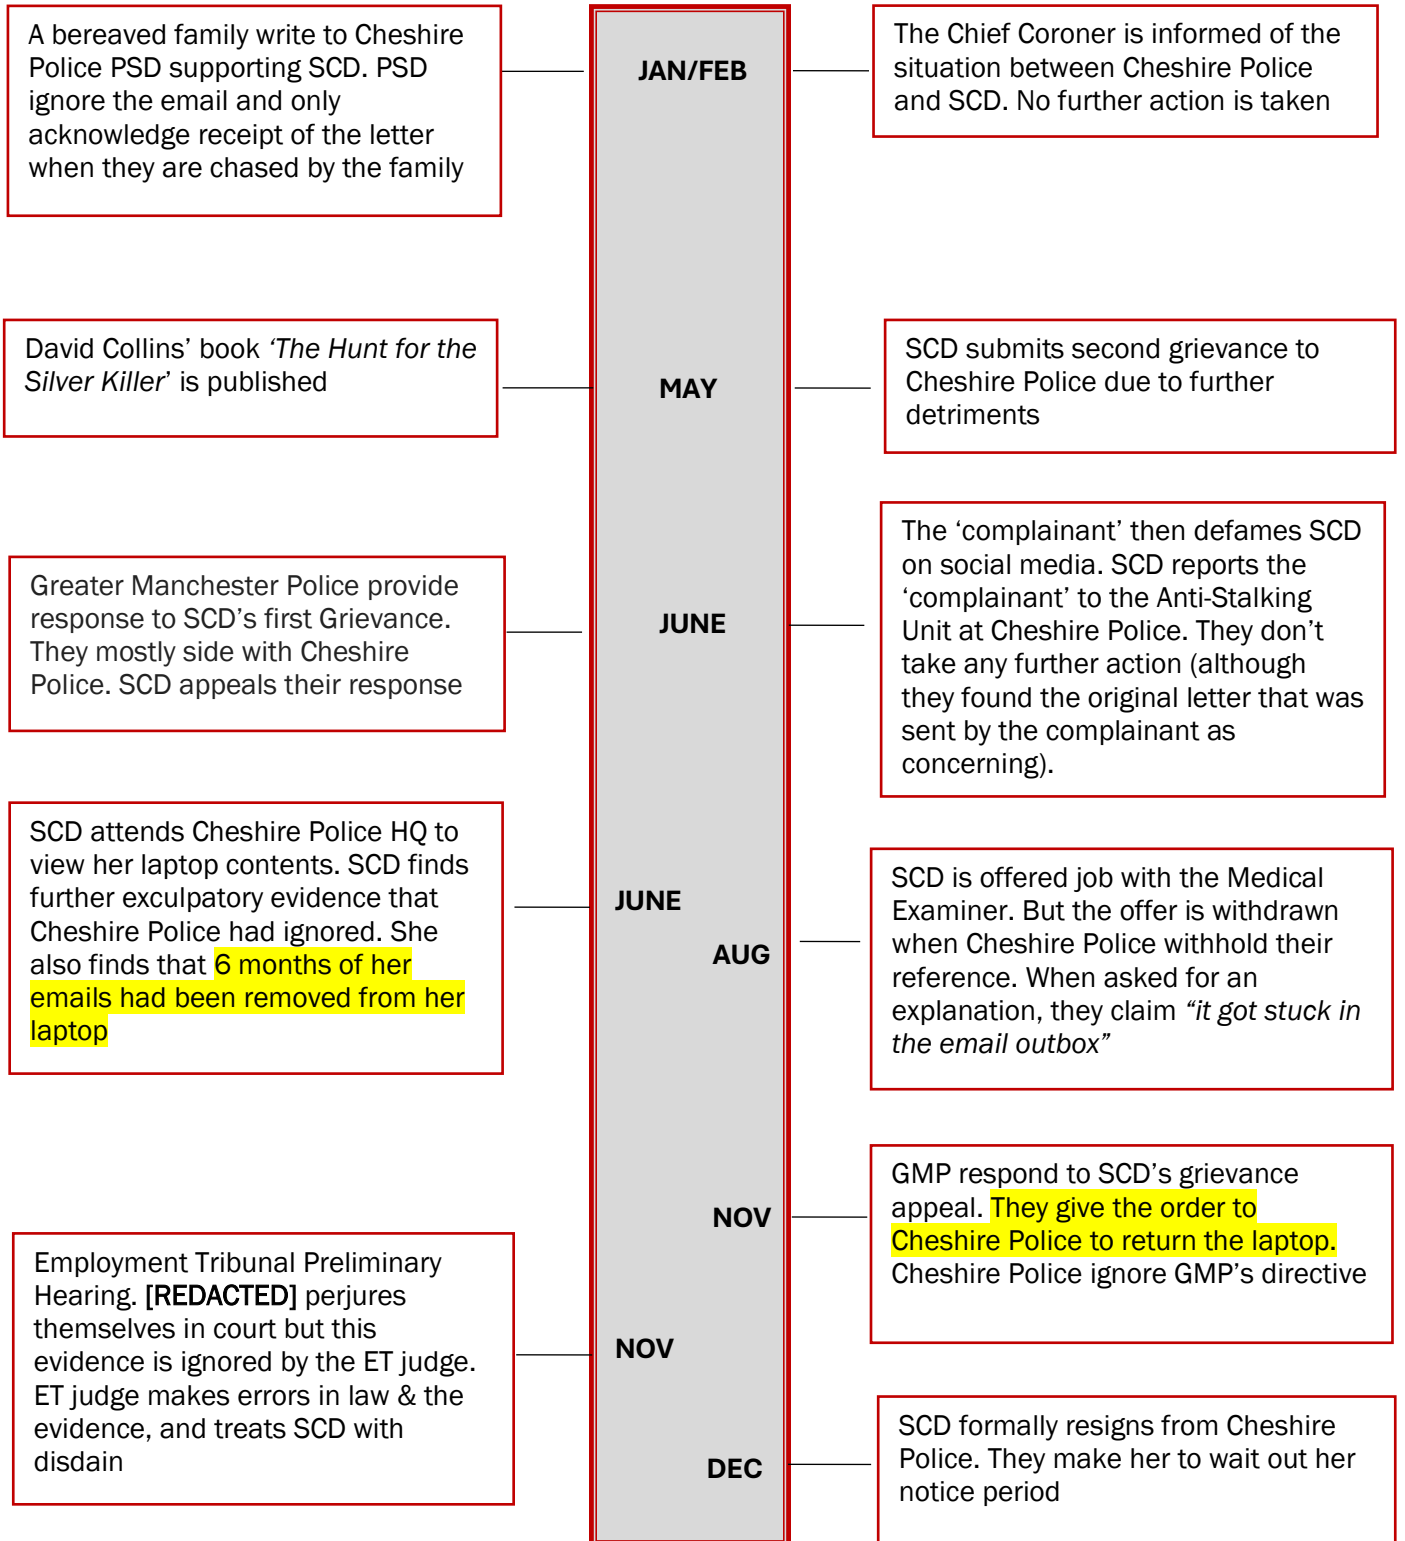 A bereaved family write to Cheshire
Police PSD supporting SCD. PSD
ignore the email and only
acknowledge receipt of the letter
when they are chased by the family
JAN/FEB
The Chief Coroner is informed of the
situation between Cheshire Police
and SCD. No further action is taken
David Collins’ book ‘The Hunt for the
Silver Killer’ is published
MAY
SCD submits second grievance to
Cheshire Police due to further
detriments
Greater Manchester Police provide
response to SCD’s first Grievance.
They mostly side with Cheshire
Police. SCD appeals their response
JUNE
The ‘complainant’ then defames SCD
on social media. SCD reports the
‘complainant’ to the Anti-Stalking
Unit at Cheshire Police. They don’t
take any further action (although
they found the original letter that was
sent by the complainant as
concerning).
SCD attends Cheshire Police HQ to
view her laptop contents. SCD finds
further exculpatory evidence that
Cheshire Police had ignored. She
also finds that 6 months of her
emails had been removed from her
laptop
JUNE
AUG
SCD is offered job with the Medical
Examiner. But the offer is withdrawn
when Cheshire Police withhold their
reference. When asked for an
explanation, they claim “it got stuck in
the email outbox”
NOV
GMP respond to SCD’s grievance
appeal. They give the order to
Cheshire Police to return the laptop.
Cheshire Police ignore GMP’s directive
Employment Tribunal Preliminary
Hearing. [REDACTED] perjures
themselves in court but this
evidence is ignored by the ET judge.
ET judge makes errors in law & the
evidence, and treats SCD with
disdain
NOV
DEC
SCD formally resigns from Cheshire
Police. They make her to wait out her
notice period